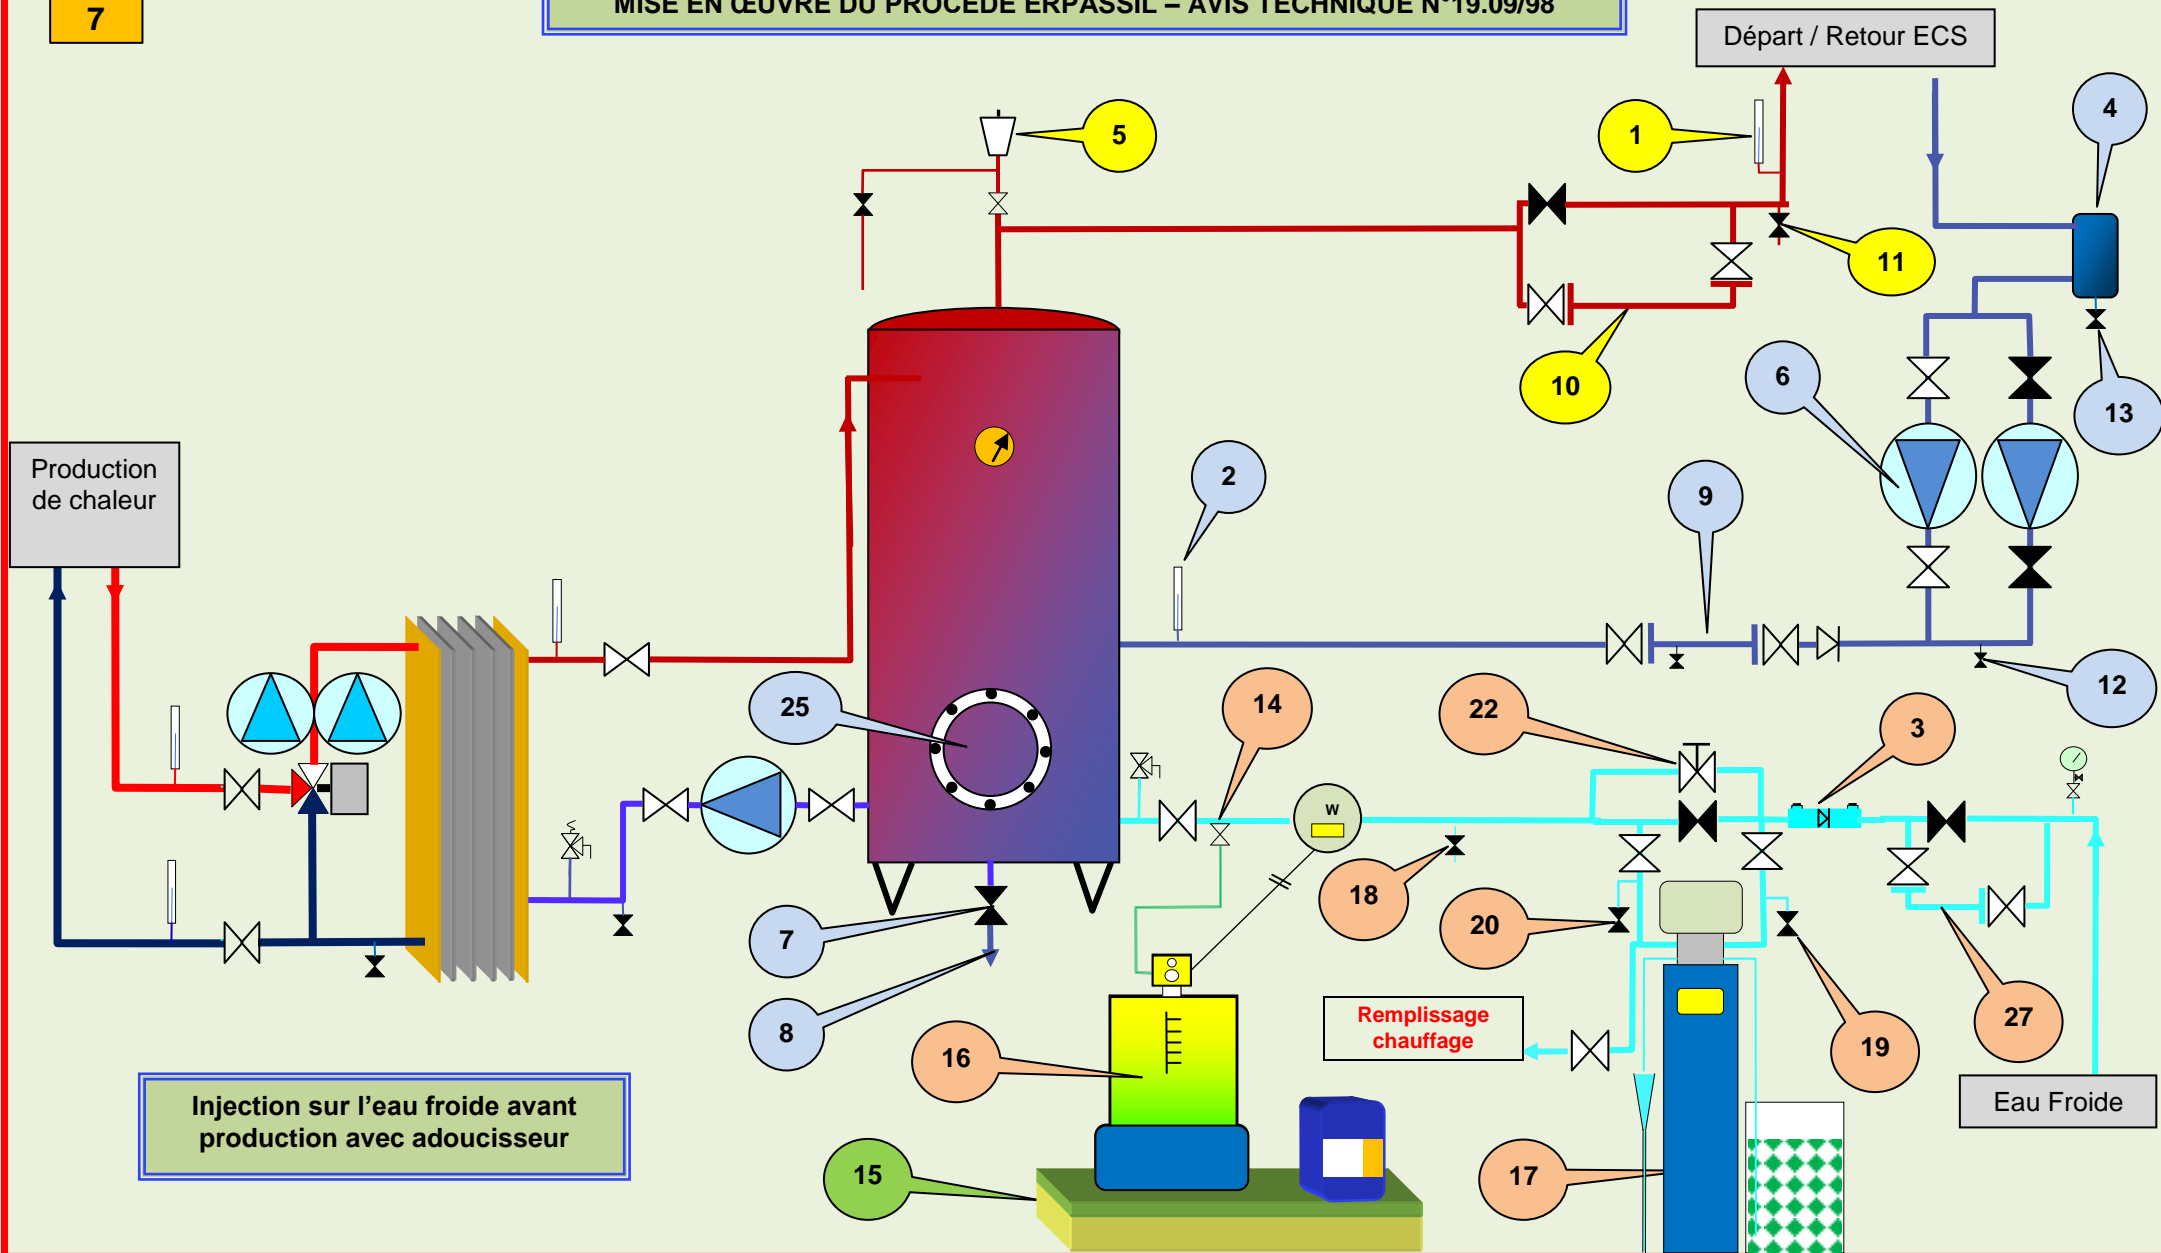 7
MISE EN ŒUVRE DU PROCEDE ERPASSIL – AVIS TECHNIQUE N°19.09/98
Départ / Retour ECS
4
5
1
11
10
6
13
Production
de chaleur
2
9
25
14
22
3
12
W
7
18
20
8
16
Remplissage
chauffage
19
27
Eau Froide
Injection sur l'eau froide avant
production avec adoucisseur
15
17